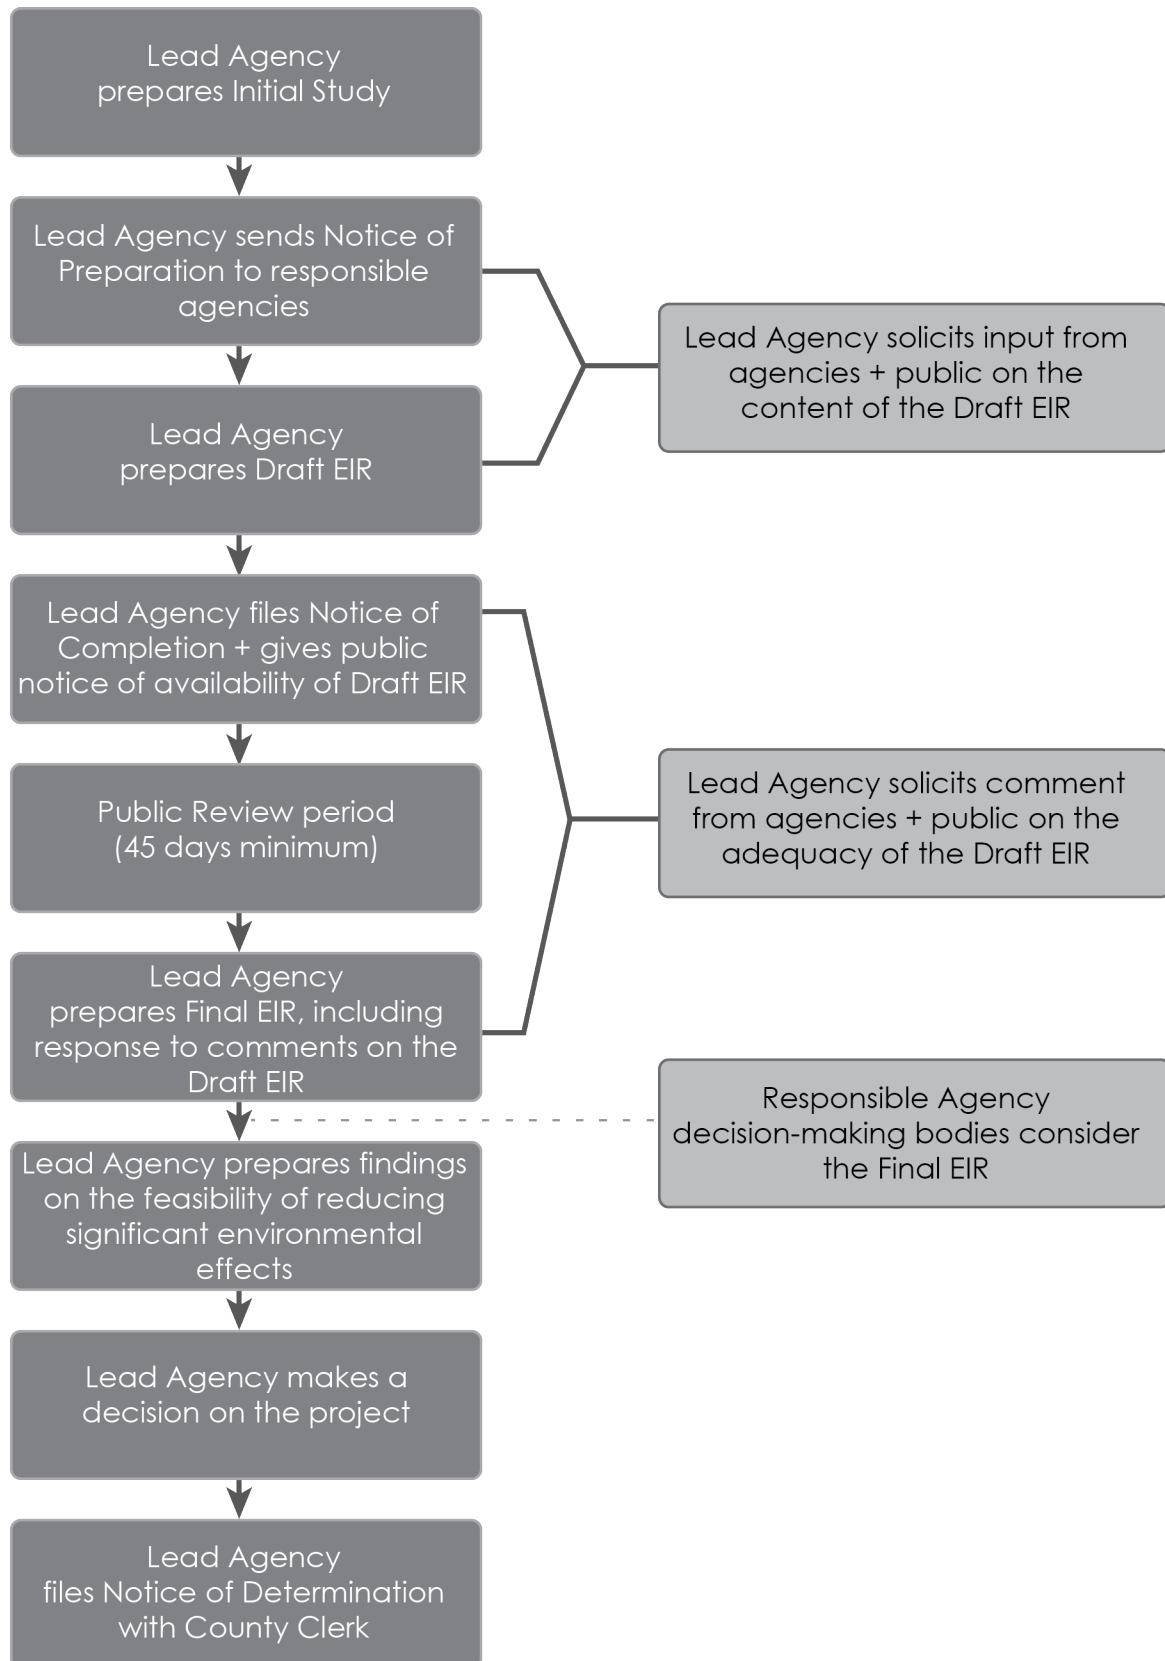 Lead Agency
prepares Initial Study
Lead Agency sends Notice of
Preparation to responsible
agencies
Lead Agency solicits input from
agencies + public on the
content of the Draft EIR
Lead Agency
prepares Draft EIR
Lead Agency files Notice of
Completion + gives public
notice of availability of Draft EIR
Public Review period
(45 days minimum)
Lead Agency solicits comment
from agencies + public on the
adequacy of the Draft EIR
Lead Agency
prepares Final EIR, including
response to comments on the
Draft EIR
Responsible Agency
decision-making bodies consider
the Final EIR
Lead Agency prepares findings
on the feasibility of reducing
significant environmental
effects
Lead Agency makes a
decision on the project
Lead Agency
files Notice of Determination
with County Clerk